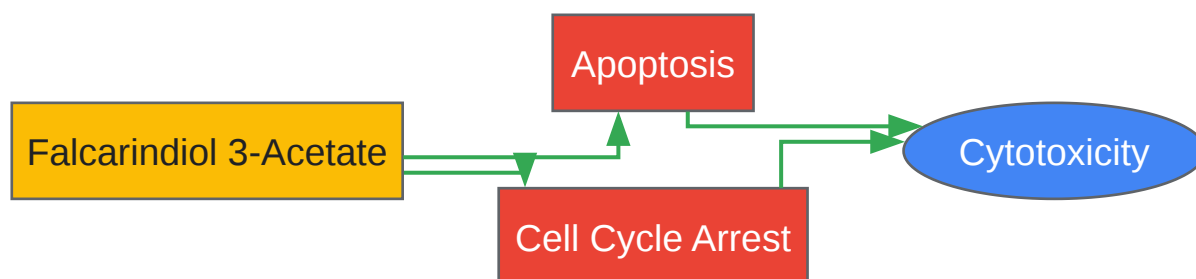 Apoptosis
Falcarindiol 3-Acetate
Cytotoxicity
Cell Cycle Arrest